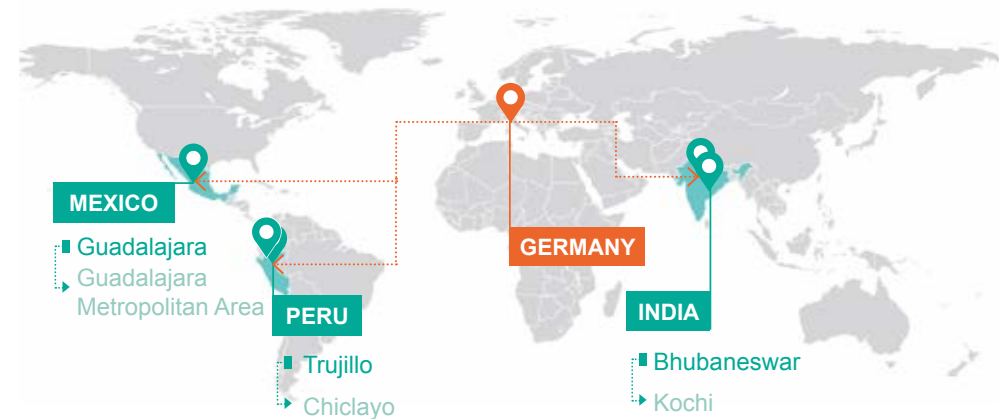 MEXICO
Guadalajara
Guadalajara
Metropolitan Area
PERU
Trujillo
Chiclayo
GERMANY
INDIA
Bhubaneswar
Kochi